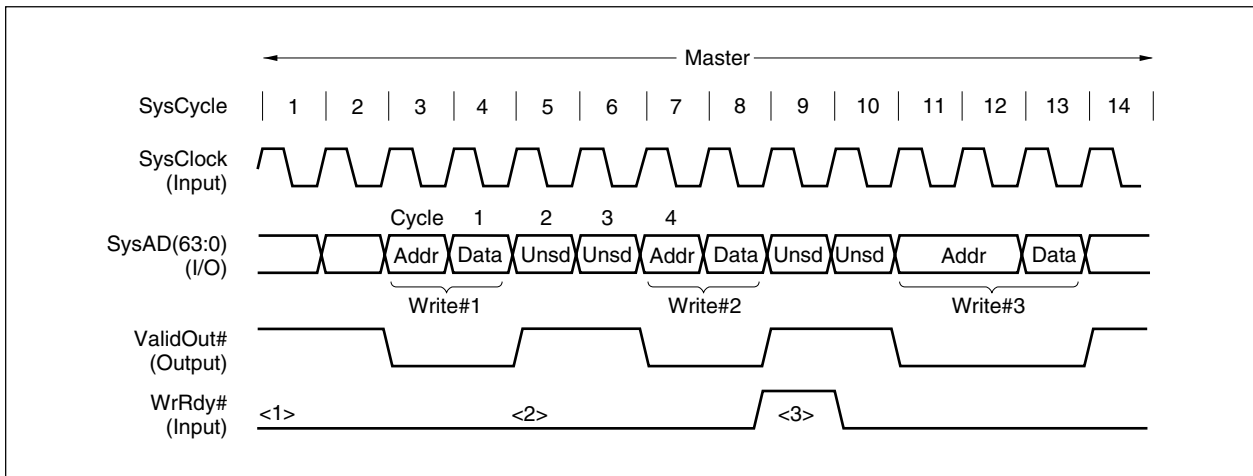 Master
SysCycle 1 2 3 4 5 6 7 8 9 10 11 12 13 14
SysClock
(Input)
Cycle 1 2 3 4
SysAD(63:0) Addr Data Unsd Unsd Addr Data Unsd Unsd Addr Data
(I/O)
Write#1 Write#2 Write#3
ValidOut#
(Output)
WrRdy# <1> <2> <3>
(Input)